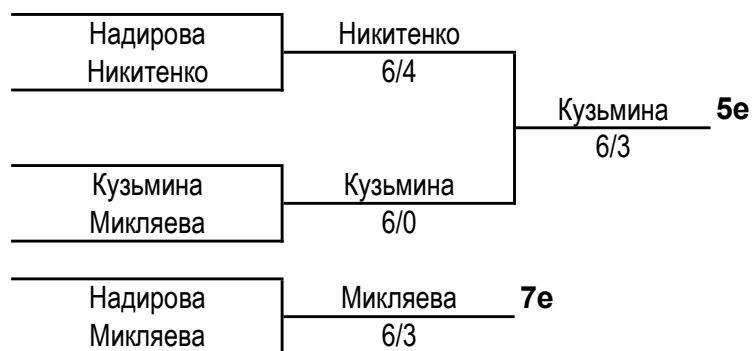 Надирова
Никитенко
Никитенко
6/4
Кузьмина 5е
6/3
Кузьмина
Микляева
Кузьмина
6/0
Надирова
Микляева
Микляева 7е
6/3